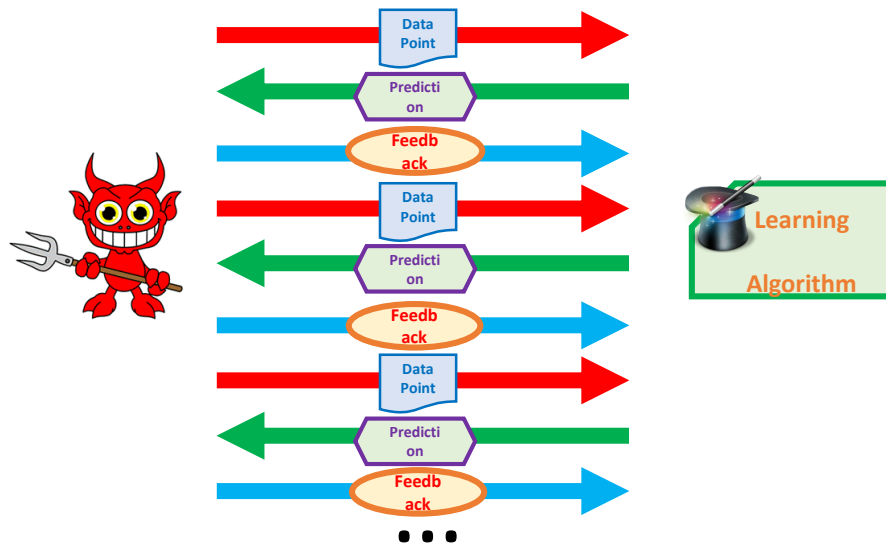 Data
Point
Predicti
on
Feedb
ack
Data
Point
Predicti
on
Feedb
ack
Data
Point
Predicti
on
Feedb
ack
...
Learning
Algorithm